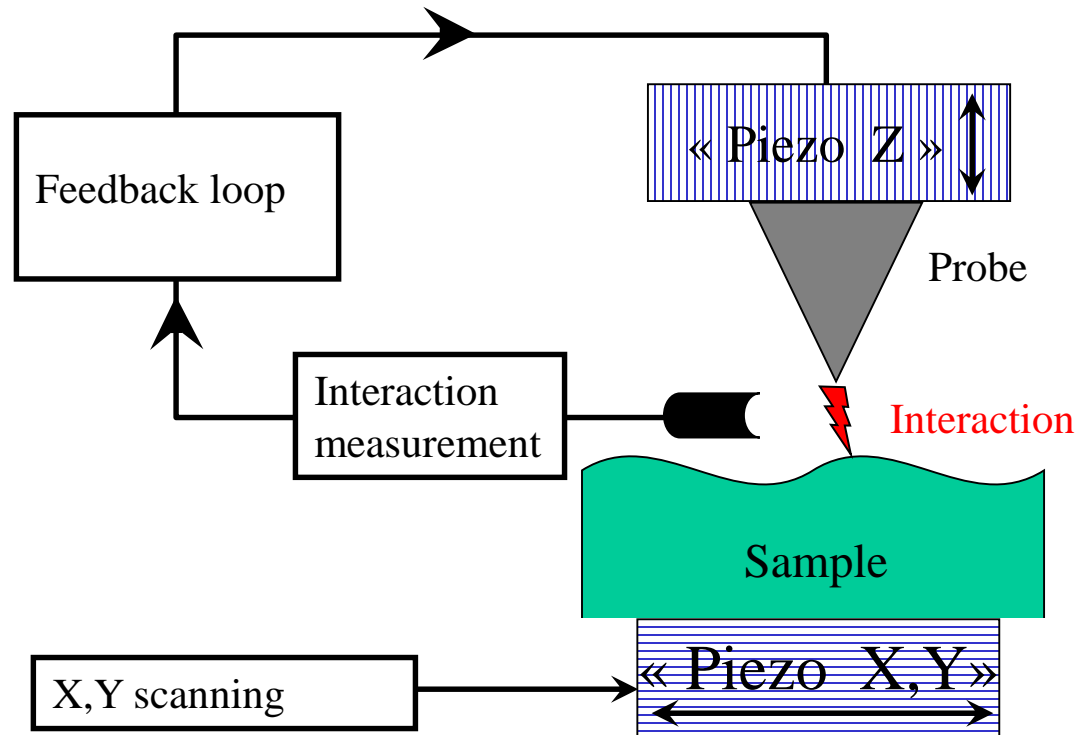 « Piezo Z »
Feedback loop
Probe
Interaction
measurement
Interaction
Sample
« Piezo X,Y»
X,Y scanning